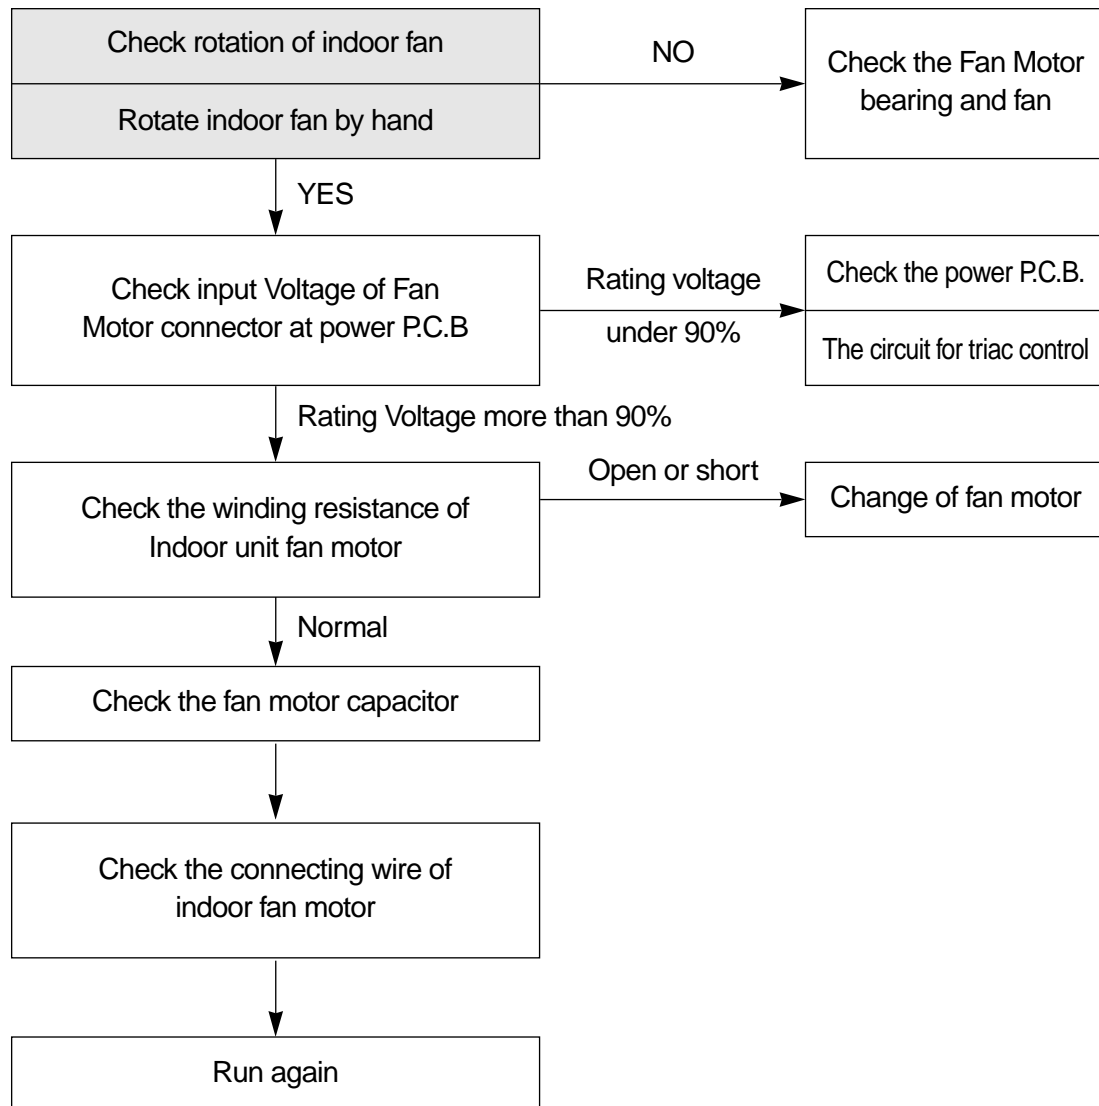 Check rotation of indoor fan
Rotate indoor fan by hand
NO
Check the Fan Motor
bearing and fan
YES
Check input Voltage of Fan
Motor connector at power P.C.B
Rating voltage
under 90%
Check the power P.C.B.
The circuit for triac control
Rating Voltage more than 90%
Check the winding resistance of
Indoor unit fan motor
Open or short
Change of fan motor
Normal
Check the fan motor capacitor
Check the connecting wire of
indoor fan motor
Run again